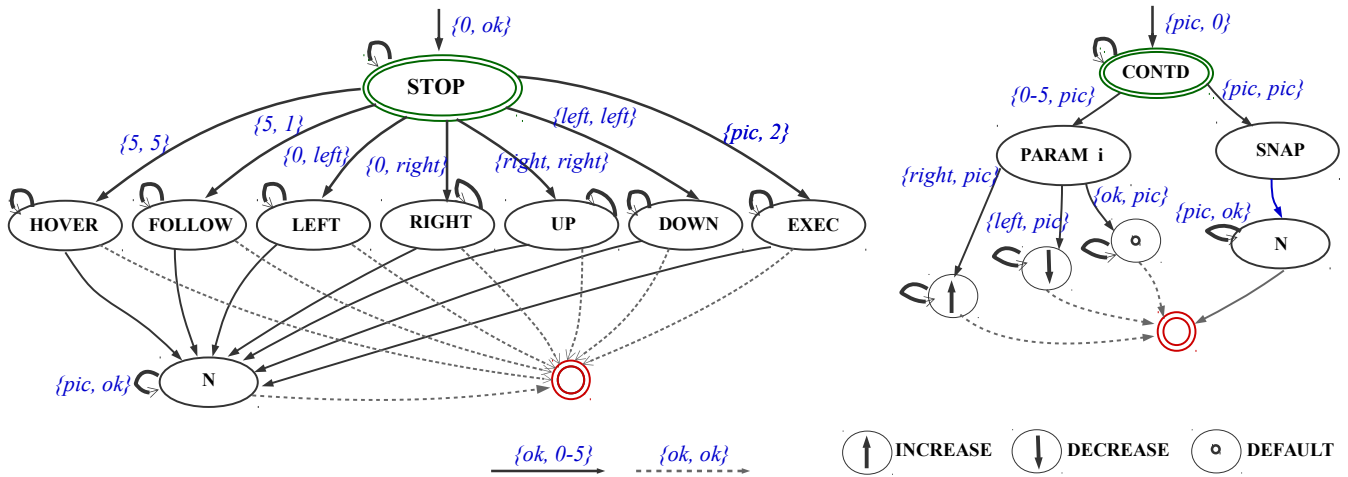 {0, ok}
{pic, 0}
STOP
CONTD
{5, 5}
{5, 1}
{0, left}
{0, right}
{right, right}
{left, left}
{pic, 2}
{0-5, pic}
{pic, pic}
PARAM i
SNAP
{right, pic}
{left, pic}
{ok, pic}
{pic, ok}
N
HOVER
FOLLOW
LEFT
RIGHT
UP
DOWN
EXEC
{pic, ok}
N
{ok, 0-5}
{ok, ok}
INCREASE
DECREASE
DEFAULT